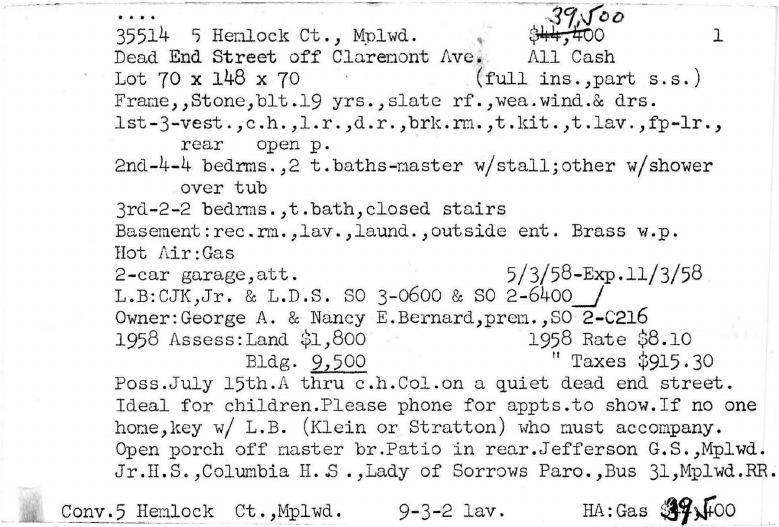 ....
39,500
35514 5 Hemlock Ct., Mplwd. $44,400 1
Dead End Street off Claremont Ave. All Cash
Lot 70 x 148 x 70 (full ins.,part s.s.)
Frame,,Stone,blt.19 yrs.,slate rf.,wea.wind.& drs.
1st-3-vest.,c.h.,l.r.,d.r.,brk.rm.,t.kit.,t.lav.,fp-lr.,
rear open p.
2nd-4-4 bedrms.,2 t.baths-master w/stall;other w/shower
over tub
3rd-2-2 bedrms.,t.bath,closed stairs
Basement:rec.rm.,lav.,laund.,outside ent. Brass w.p.
Hot Air:Gas
2-car garage,att. 5/3/58-Exp.11/3/58
L.B:CJK,Jr. & L.D.S. SO 3-0600 & SO 2-6400 /
Owner:George A. & Nancy E.Bernard,prem.,SO 2-0216
1958 Assess:Land $1,800 1958 Rate $8.10
Bldg. 9,500 " Taxes $915.30
Poss.July 15th.A thru c.h.Col.on a quiet dead end street.
Ideal for children.Please phone for appts.to show.If no one
home,key w/ L.B. (Klein or Stratton) who must accompany.
Open porch off master br.Patio in rear.Jefferson G.S.,Mplwd.
Jr.H.S.,Columbia H.S.,Lady of Sorrows Paro.,Bus 31,Mplwd.RR.
Conv.5 Hemlock Ct.,Mplwd. 9-3-2 lav. HA:Gas $39,500